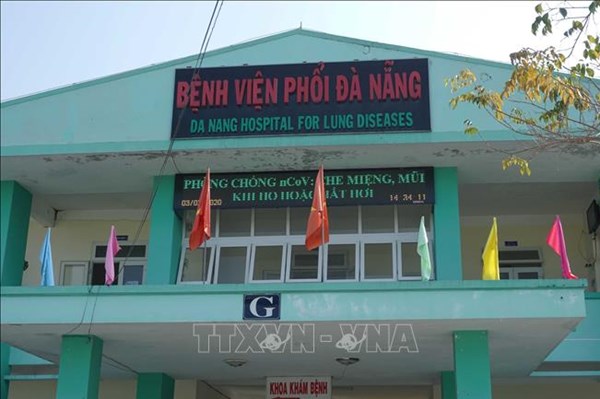 BỆNH VIỆN PHỔI ĐÀ NẴNG
DA NANG HOSPITAL FOR LUNG DISEASES
PHÒNG CHỐNG nCoV: CHE MIỆNG, MŨI
KHI HO HOẶC HẮT HƠI
2020 14 34 11
G
TTXVN - VNA
KHOA KHÁM BỆNH